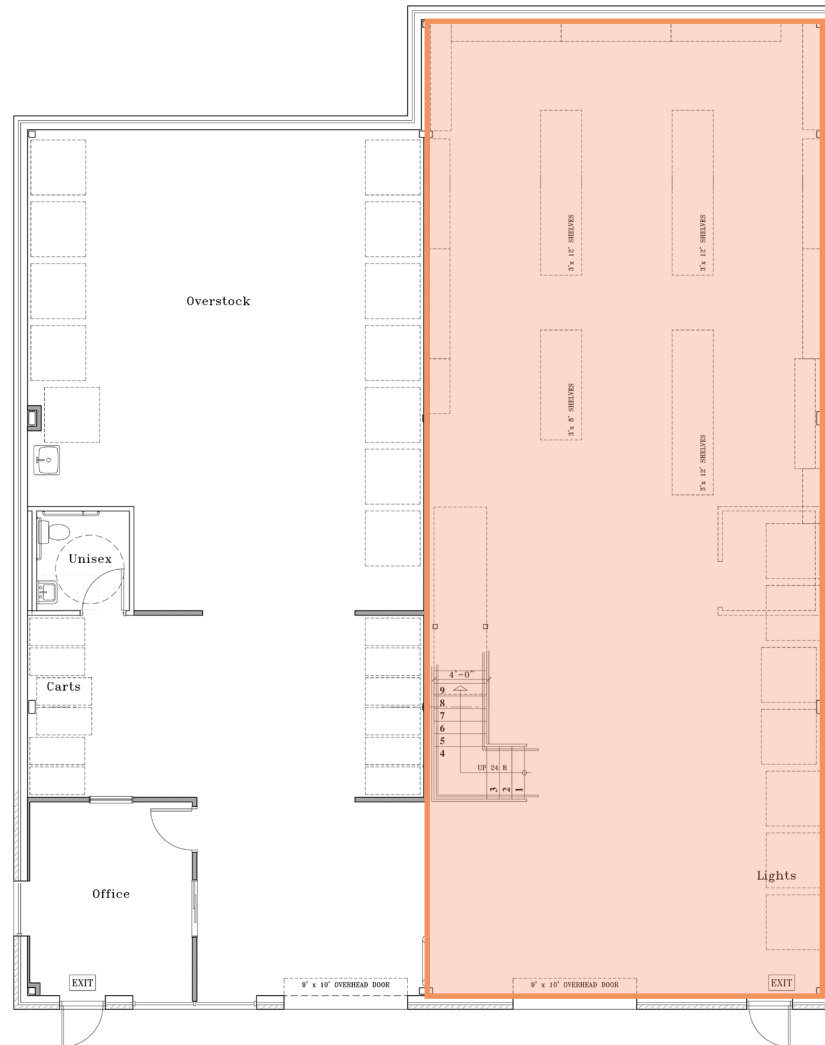 3'x 12' SHELVES
3'x 12' SHELVES
Overstock
3'x 8' SHELVES
3'x 12' SHELVES
Unisex
4'-0"
Carts
9
8
7
6
5
4
UP 24 R
3
2
1
Lights
Office
EXIT
9' x 10' OVERHEAD DOOR
9' x 10' OVERHEAD DOOR
EXIT